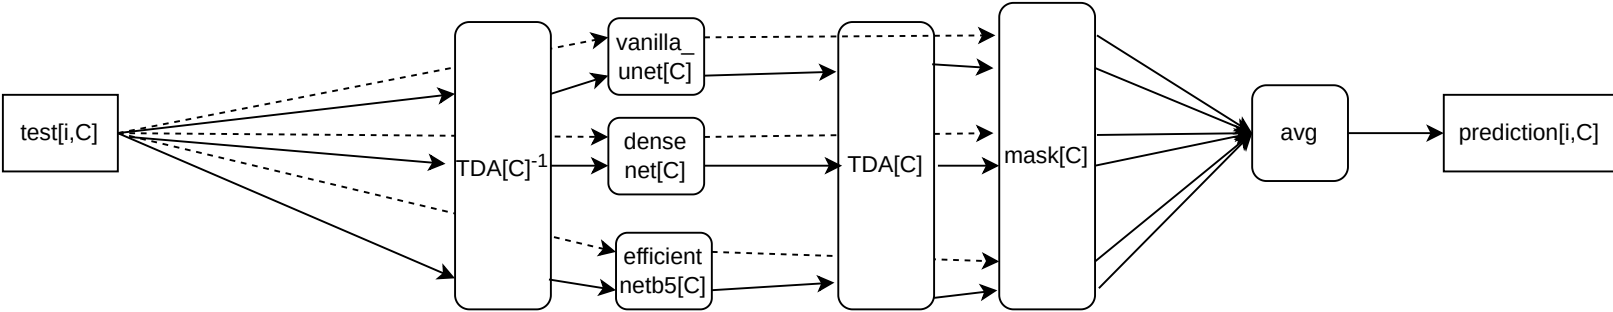 test[i,C]
TDA[C]-1
vanilla_
unet[C]
dense
net[C]
efficient
netb5[C]
TDA[C]
mask[C]
avg
prediction[i,C]